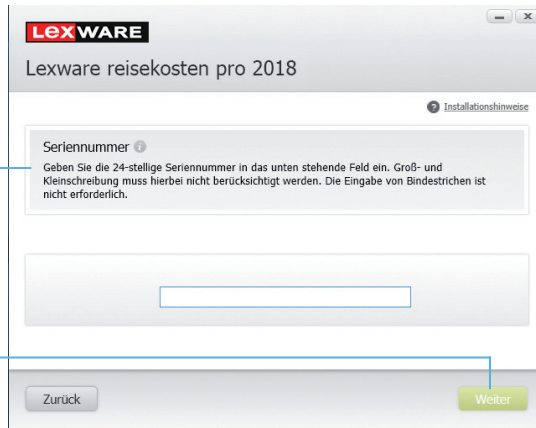 LEXWARE
Lexware reisekosten pro 2018
Installationshinweise
Seriennummer
Geben Sie die 24-stellige Seriennummer in das unten stehende Feld ein. Groß- und
Kleinschreibung muss hierbei nicht berücksichtigt werden. Die Eingabe von Bindestrichen ist
nicht erforderlich.
Zurück
Weiter